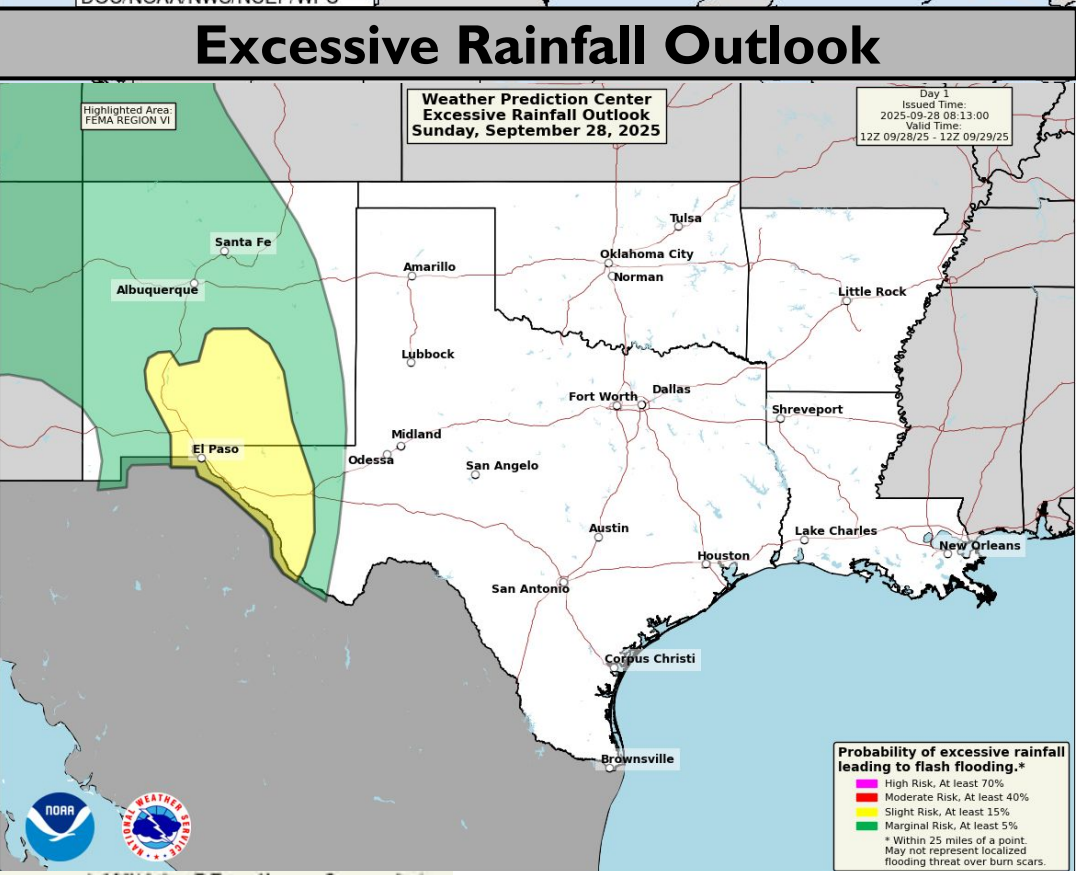 DOC/NOAA/NWS/NCEP/WPC
Excessive Rainfall Outlook
Highlighted Area:
FEMA REGION VI
Weather Prediction Center
Excessive Rainfall Outlook
Sunday, September 28, 2025
Day 1
Issued Time:
2025-09-28 08:13:00
Valid Time:
12Z 09/28/25 - 12Z 09/29/25
Tulsa
Santa Fe
Oklahoma City
Amarillo
Norman
Albuquerque
Little Rock
Lubbock
Fort Worth
Dallas
Shreveport
Midland
El Paso
Odessa
San Angelo
Austin
Lake Charles
New Orleans
Houston
San Antonio
Corpus Christi
Brownsville
Probability of excessive rainfall
leading to flash flooding.*
High Risk, At least 70%
Moderate Risk, At least 40%
Slight Risk, At least 15%
Marginal Risk, At least 5%
* Within 25 miles of a point.
May not represent localized
flooding threat over burn scars.
NOAA
NATIONAL WEATHER SERVICE